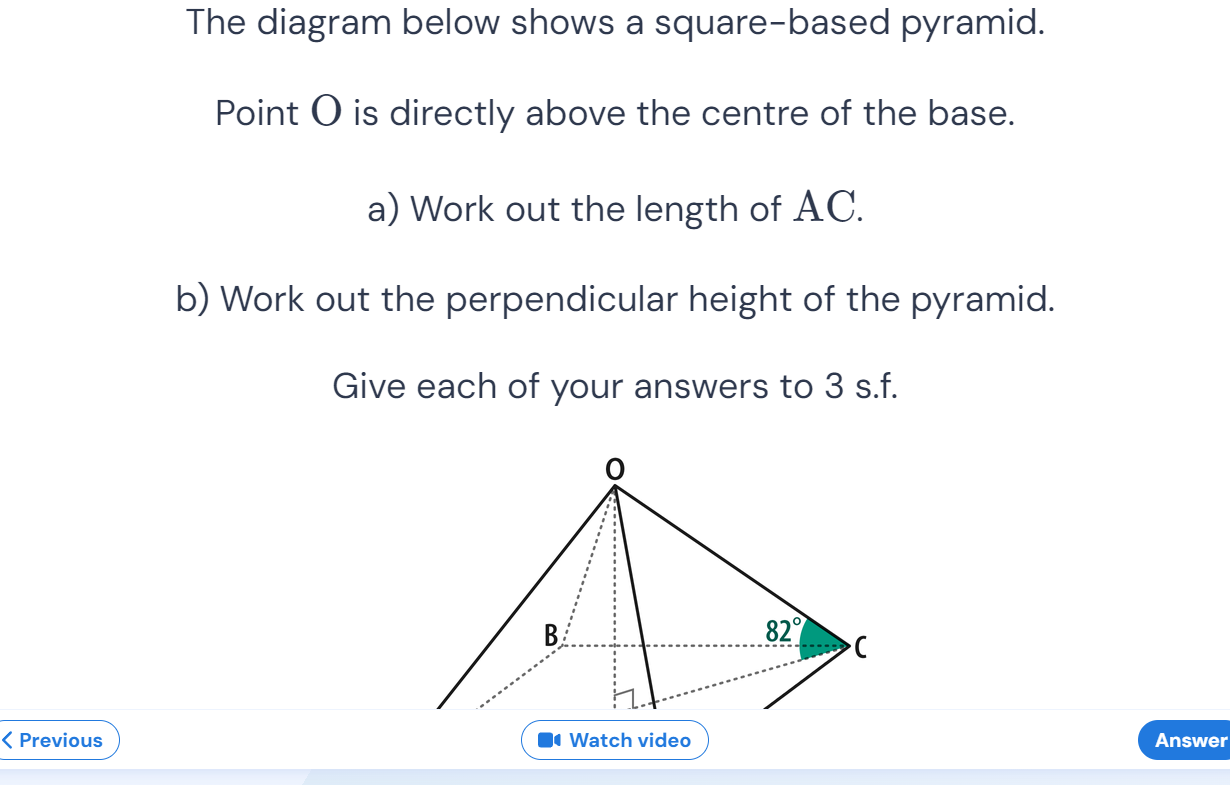 The diagram below shows a square-based pyramid.
Point O is directly above the centre of the base.
a) Work out the length of AC.
b) Work out the perpendicular height of the pyramid.
Give each of your answers to 3 s.f.
O
B
82°
C
Previous
Watch video
Answer